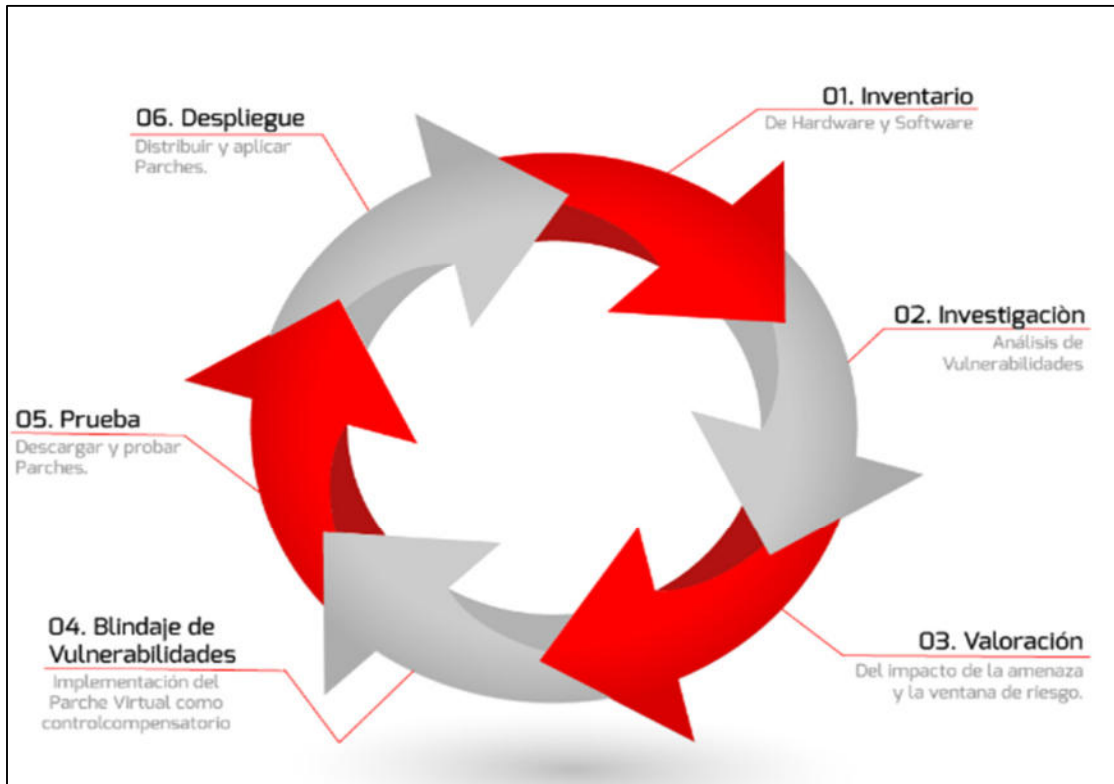 01. Inventario
De Hardware y Software
02. Investigaciòn
Análisis de
Vulnerabilidades
03. Valoración
Del impacto de la amenaza
y la ventana de riesgo.
04. Blindaje de
Vulnerabilidades
Implementación del
Parche Virtual como
controlcompensatorio
05. Prueba
Descargar y probar
Parches.
06. Despliegue
Distribuir y aplicar
Parches.